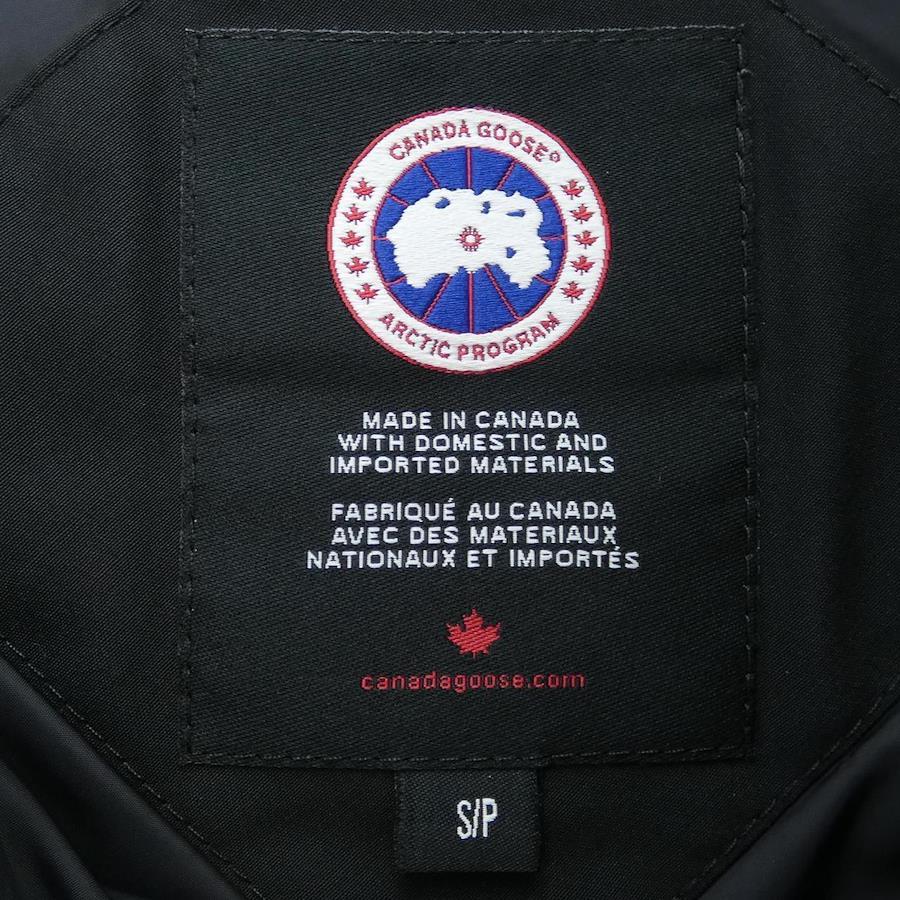 CANADA GOOSE®
ARCTIC PROGRAM
MADE IN CANADA
WITH DOMESTIC AND
IMPORTED MATERIALS
FABRIQUÉ AU CANADA
AVEC DES MATERIAUX
NATIONAUX ET IMPORTÉS
canadagoose.com
S/P